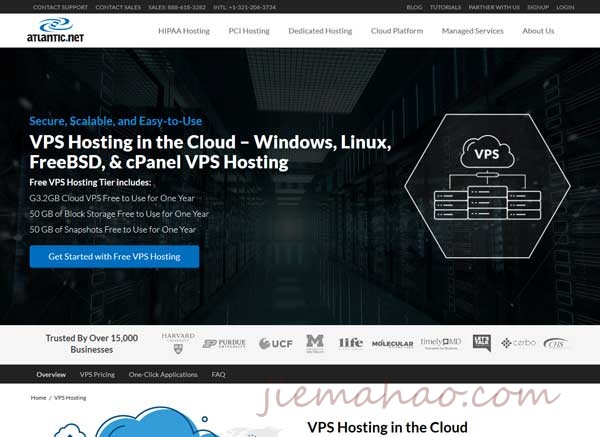 CONTACT SUPPORT CONTACT SALES SALES: 888-618-3282 INTL: +1-321-206-3734 BLOG TUTORIALS PARTNER WITH US SIGNUP LOGIN
ATLANTIC.NET HIPAA Hosting PCI Hosting Dedicated Hosting Cloud Platform Managed Services About Us
Secure, Scalable, and Easy-to-Use
VPS Hosting in the Cloud – Windows, Linux,
FreeBSD, & cPanel VPS Hosting
VPS
Free VPS Hosting Tier Includes:
G3.2GB Cloud VPS Free to Use for One Year
50 GB of Block Storage Free to Use for One Year
50 GB of Snapshots Free to Use for One Year
Get Started with Free VPS Hosting
Trusted By Over 15,000
Businesses
HARVARD
UNIVERSITY
PURDUE
UNIVERSITY
UCF
life
MOLECULAR
timelyMD
cerbo
CHS
Overview VPS Pricing One-Click Applications FAQ
Home / VPS Hosting
jiemahao.com
VPS Hosting in the Cloud